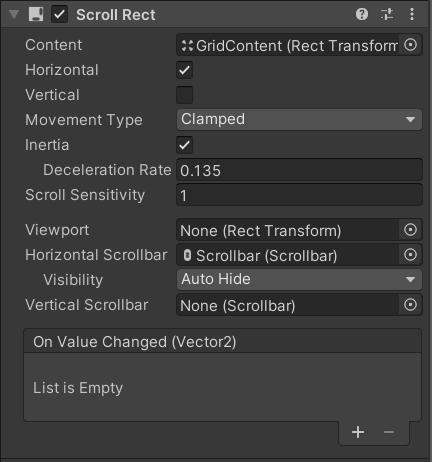 Scroll Rect
Content GridContent (Rect Transform
Horizontal
Vertical
Movement Type Clamped
Inertia
Deceleration Rate 0.135
Scroll Sensitivity 1
Viewport None (Rect Transform)
Horizontal Scrollbar Scrollbar (Scrollbar)
Visibility Auto Hide
Vertical Scrollbar None (Scrollbar)
On Value Changed (Vector2)
List is Empty